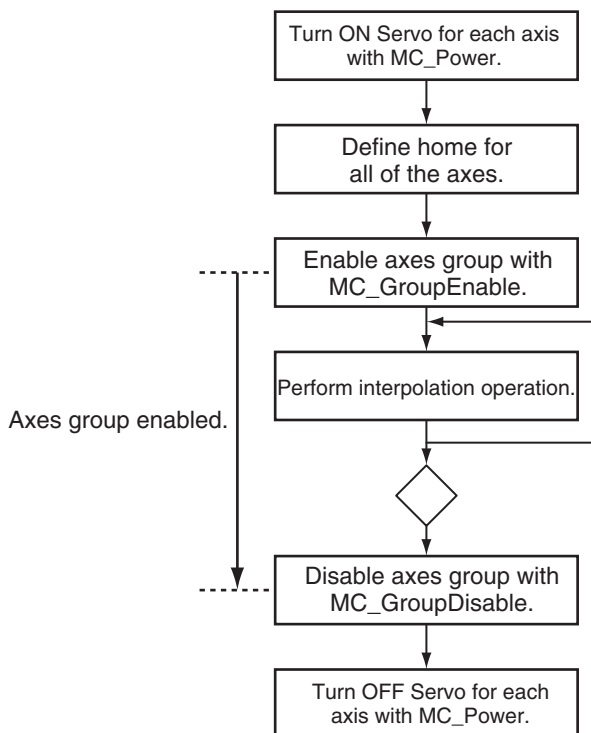 Turn ON Servo for each axis
with MC_Power.
Define home for
all of the axes.
Enable axes group with
MC_GroupEnable.
Perform interpolation operation.
Axes group enabled.
Disable axes group with
MC_GroupDisable.
Turn OFF Servo for each
axis with MC_Power.